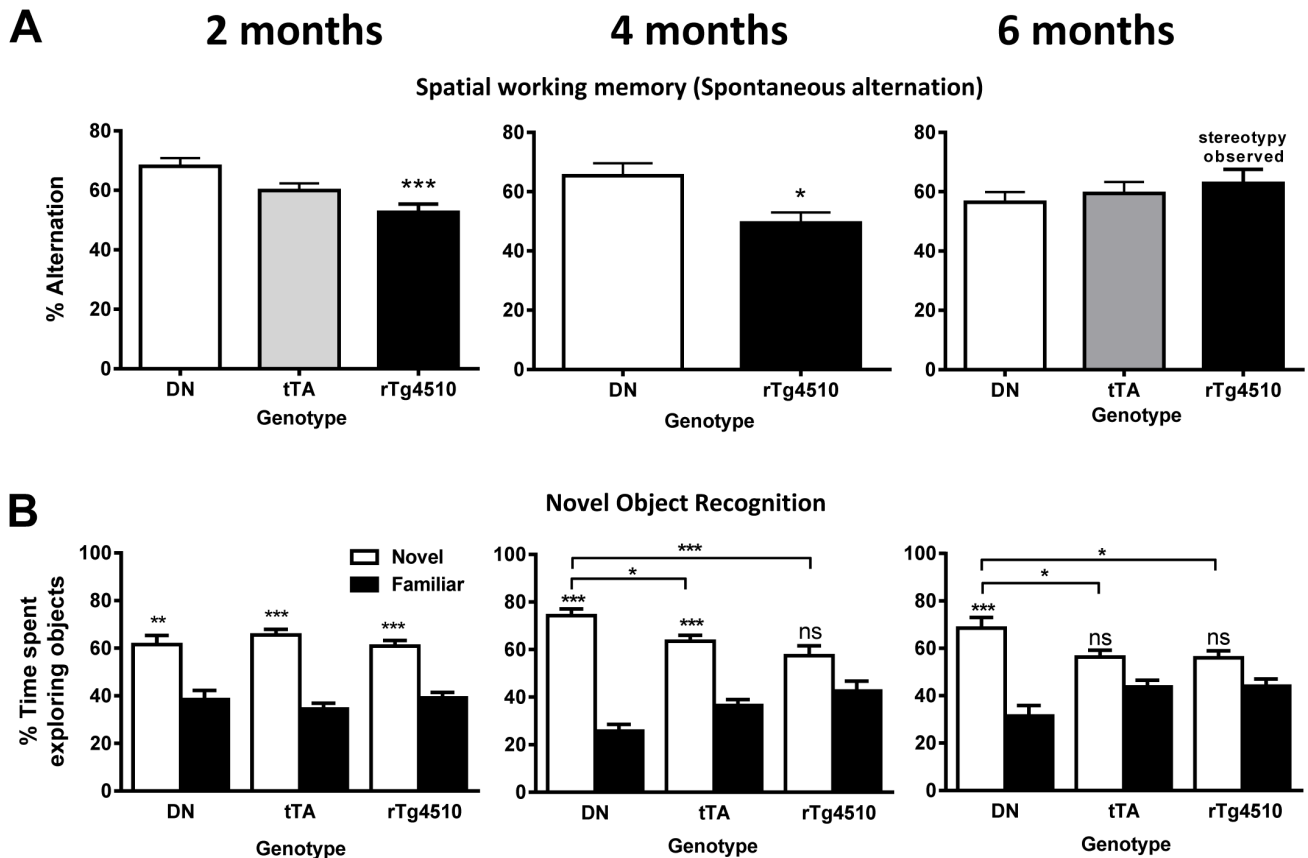 A
2 months
4 months
6 months
Spatial working memory (Spontaneous alternation)
% Alternation
80
60
40
20
0
***
DN
tTA
rTg4510
Genotype
80
60
40
20
0
*
DN
rTg4510
Genotype
80
60
40
20
0
stereotypy
observed
DN
tTA
rTg4510
Genotype
B
Novel Object Recognition
% Time spent
exploring objects
100
80
60
40
20
0
Novel
Familiar
**
***
***
DN
tTA
rTg4510
Genotype
100
80
60
40
20
0
***
*
***
***
ns
DN
tTA
rTg4510
Genotype
100
80
60
40
20
0
*
*
***
ns
ns
DN
tTA
rTg4510
Genotype